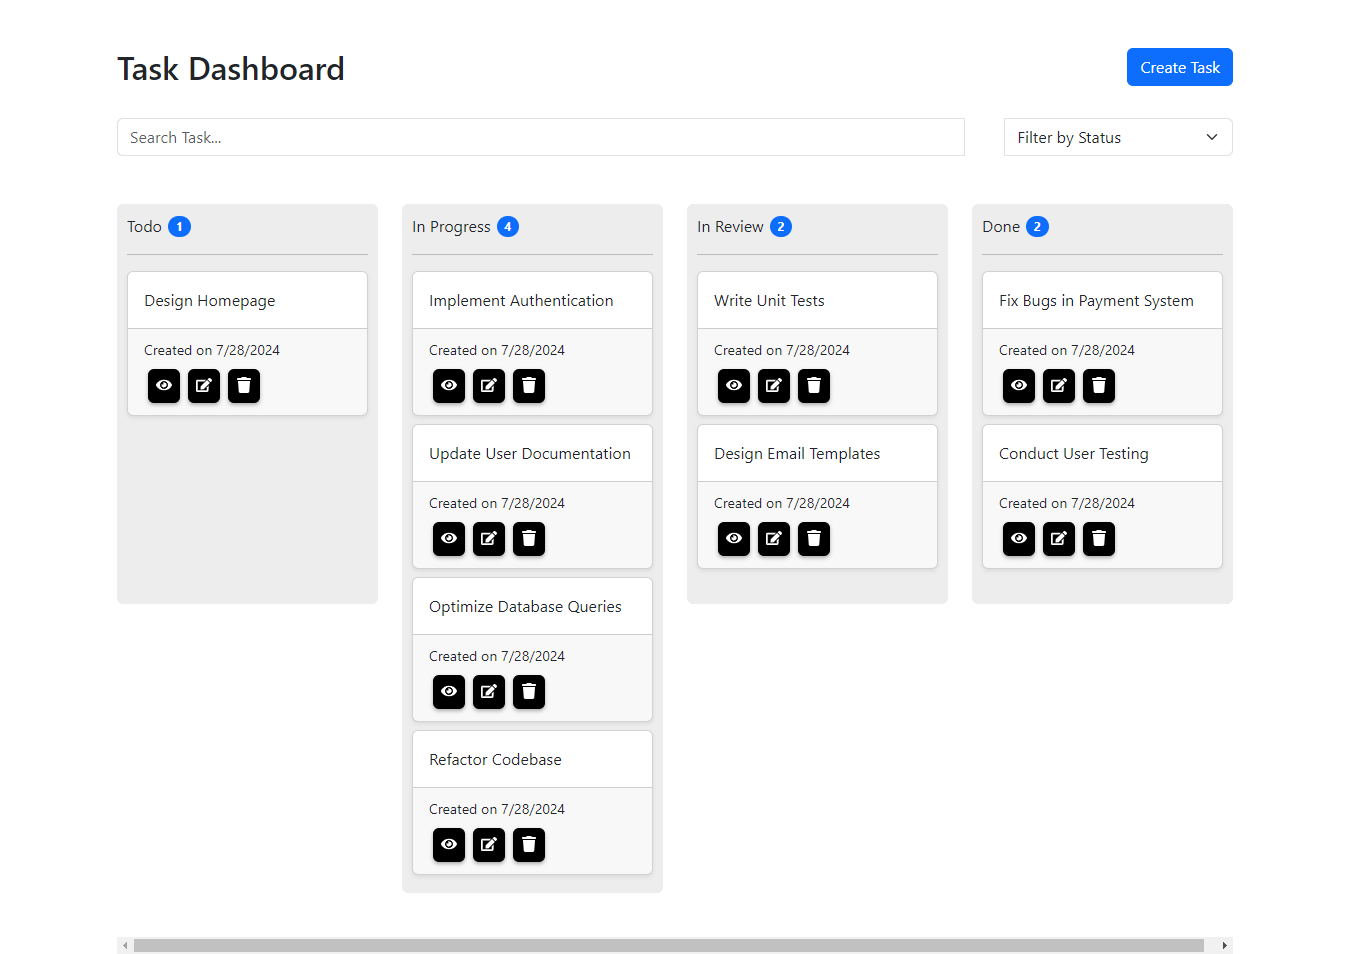 Task Dashboard
Create Task
Search Task...
Filter by Status
Todo 1
Design Homepage
Created on 7/28/2024
In Progress 4
Implement Authentication
Created on 7/28/2024
Update User Documentation
Created on 7/28/2024
Optimize Database Queries
Created on 7/28/2024
Refactor Codebase
Created on 7/28/2024
In Review 2
Write Unit Tests
Created on 7/28/2024
Design Email Templates
Created on 7/28/2024
Done 2
Fix Bugs in Payment System
Created on 7/28/2024
Conduct User Testing
Created on 7/28/2024